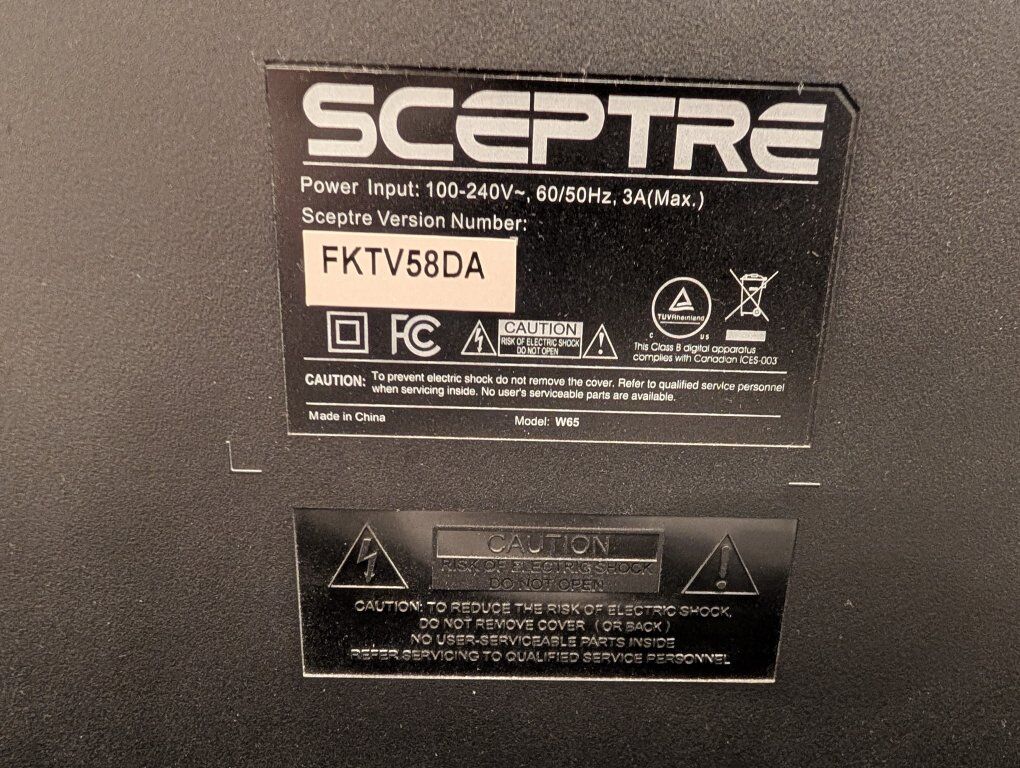 SCEPTRE
Power Input: 100-240V~, 60/50Hz, 3A(Max.)
Sceptre Version Number:
FKTV58DA
FC
CAUTION
RISK OF ELECTRIC SHOCK
DO NOT OPEN
TUVRheinland
C US
This Class B digital apparatus
complies with Canadian ICES-003
CAUTION: To prevent electric shock do not remove the cover. Refer to qualified service personnel
when servicing inside. No user's serviceable parts are available.
Made in China Model: W65
CAUTION
RISK OF ELECTRIC SHOCK
DO NOT OPEN
CAUTION: TO REDUCE THE RISK OF ELECTRIC SHOCK,
DO NOT REMOVE COVER (OR BACK)
NO USER-SERVICEABLE PARTS INSIDE
REFER SERVICING TO QUALIFIED SERVICE PERSONNEL